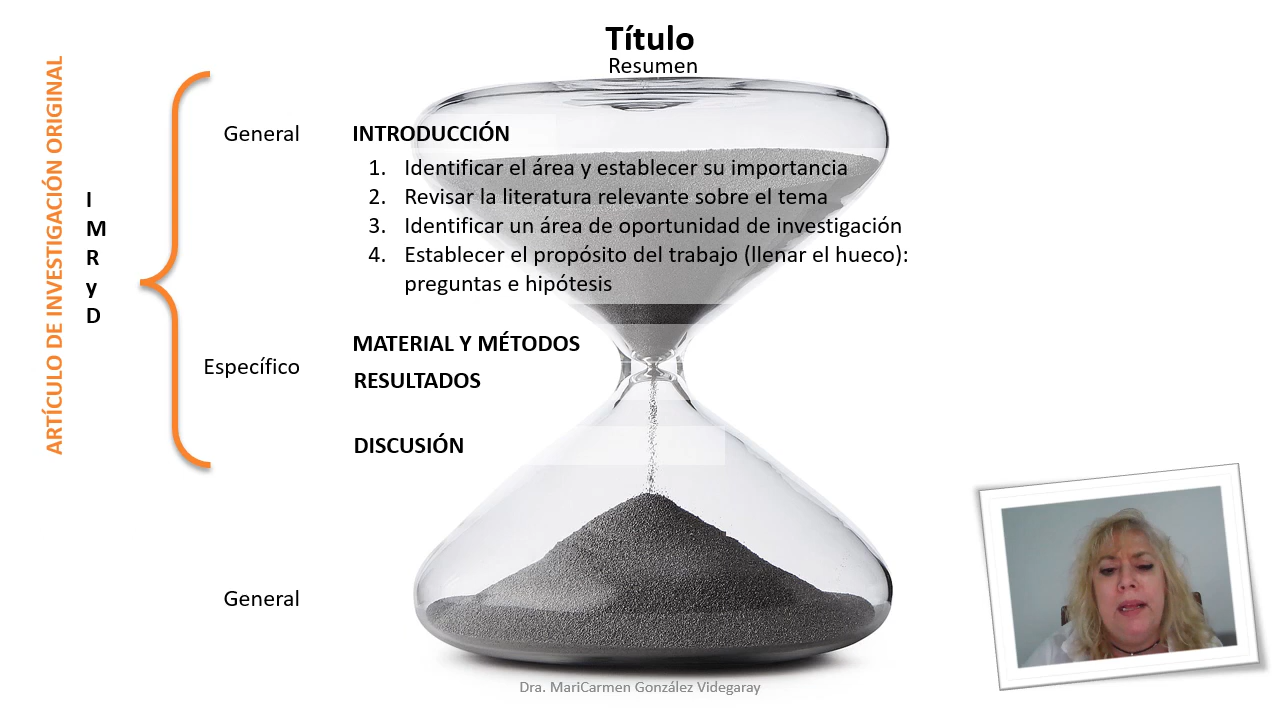 Título
Resumen
ARTÍCULO DE INVESTIGACIÓN ORIGINAL
I
M
R
y
D
General
INTRODUCCIÓN
1. Identificar el área y establecer su importancia
2. Revisar la literatura relevante sobre el tema
3. Identificar un área de oportunidad de investigación
4. Establecer el propósito del trabajo (llenar el hueco):
preguntas e hipótesis
MATERIAL Y MÉTODOS
Específico
RESULTADOS
DISCUSIÓN
General
Dra. MariCarmen González Videgaray